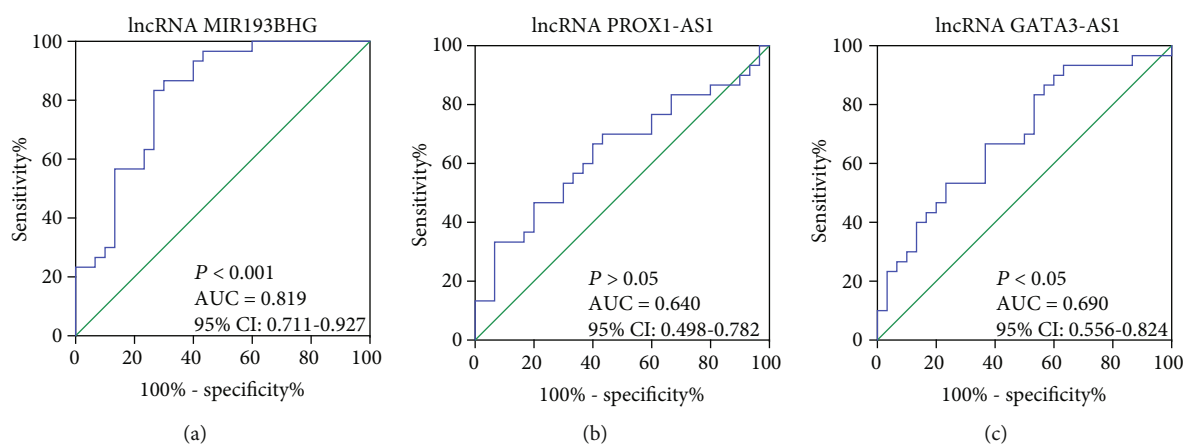 lncRNA MIR193BHG
100
80
60
40
20
0
Sensitivity%
P < 0.001
AUC = 0.819
95% CI: 0.711-0.927
0 20 40 60 80 100
100% - specificity%
(a)
lncRNA PROX1-AS1
100
80
60
40
20
0
Sensitivity%
P > 0.05
AUC = 0.640
95% CI: 0.498-0.782
0 20 40 60 80 100
100% - specificity%
(b)
lncRNA GATA3-AS1
100
80
60
40
20
0
Sensitivity%
P < 0.05
AUC = 0.690
95% CI: 0.556-0.824
0 20 40 60 80 100
100% - specificity%
(c)